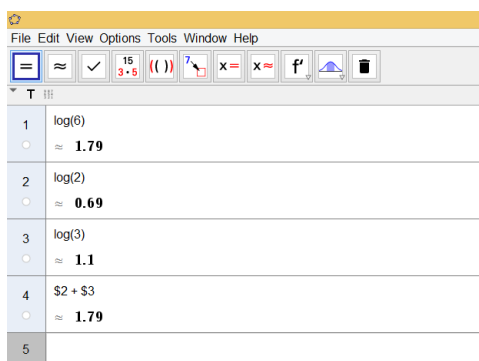 File Edit View Options Tools Window Help
= ≈ ✓ 15 3·5 (( )) 7 x= x≈ f'
T
1 log(6)
≈ 1.79
2 log(2)
≈ 0.69
3 log(3)
≈ 1.1
4 $2 + $3
≈ 1.79
5